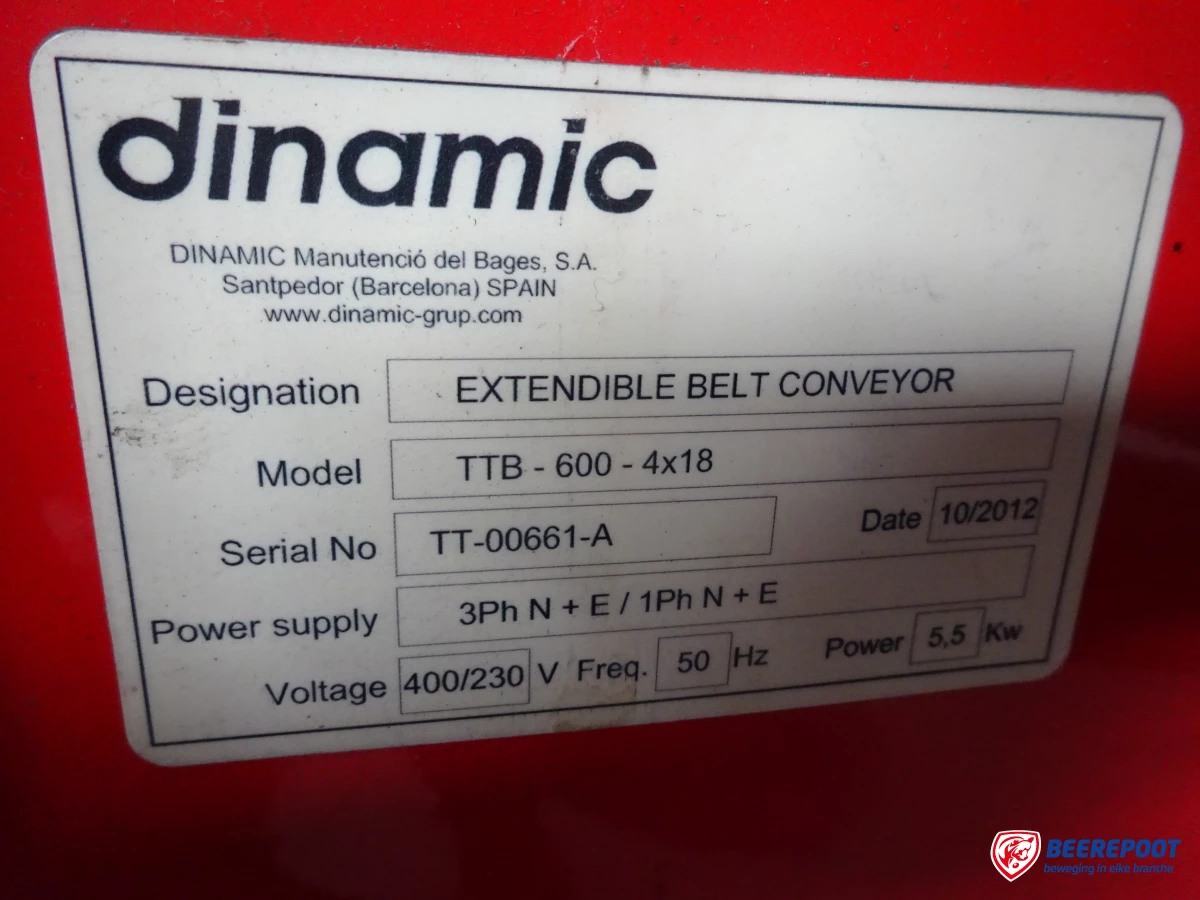 dinamic
DINAMIC Manutenció del Bages, S.A.
Santpedor (Barcelona) SPAIN
www.dinamic-grup.com
Designation EXTENDIBLE BELT CONVEYOR
Model TTB - 600 - 4x18
Serial No TT-00661-A Date 10/2012
Power supply 3Ph N + E / 1Ph N + E
Voltage 400/230 V Freq. 50 Hz Power 5,5 Kw
BEEREPOOT
beweging in elke branche